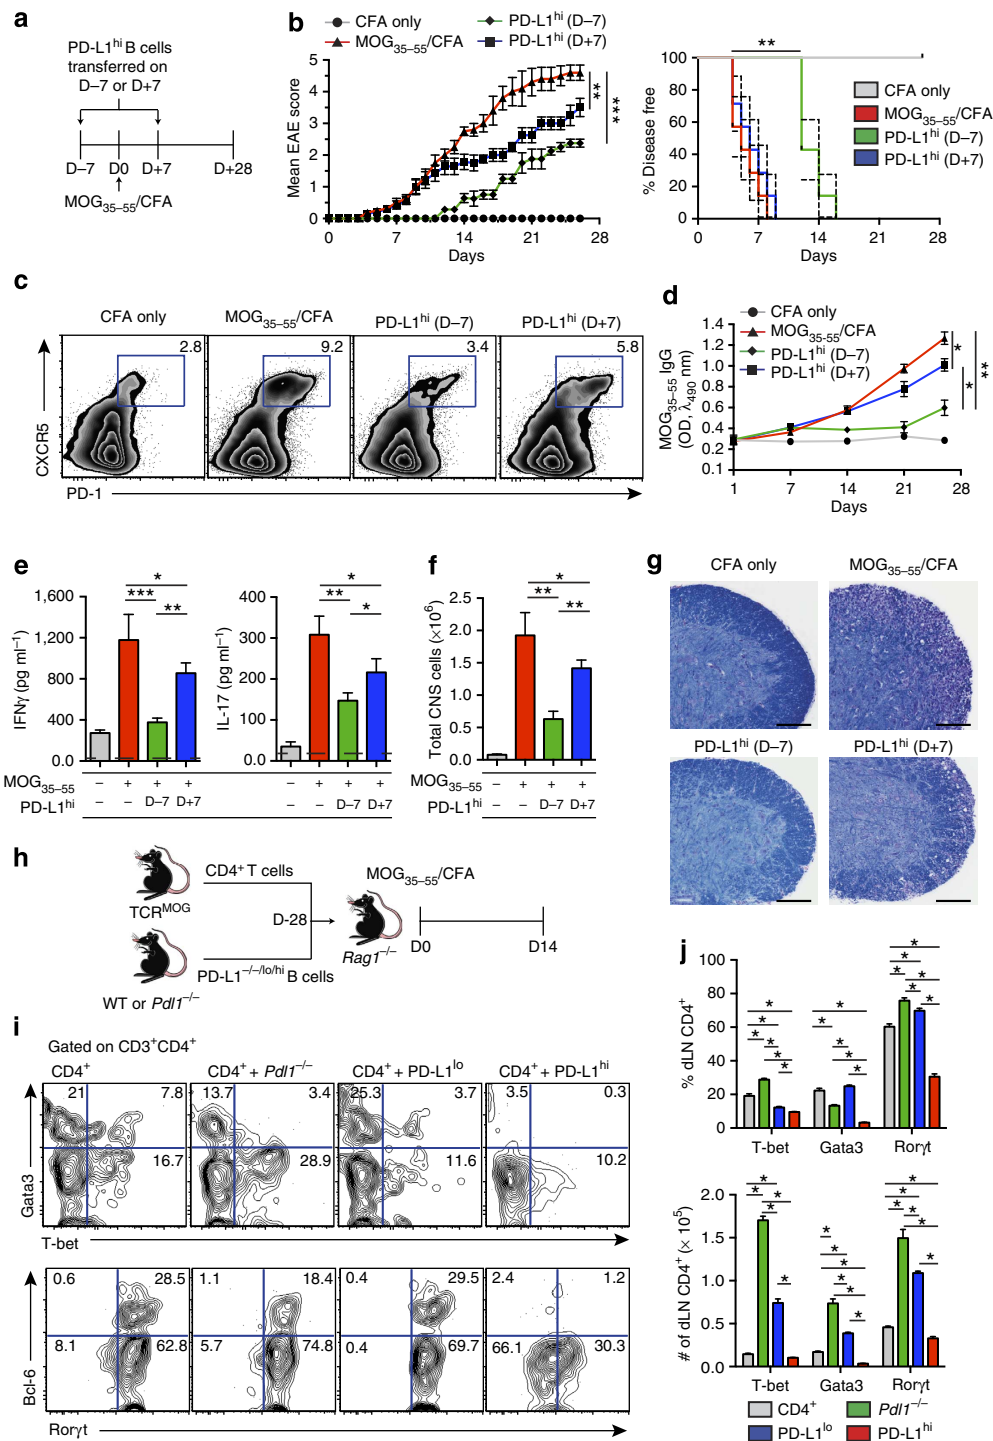 a
PD-L1hi B cells
transferred on
D–7 or D+7
D–7 D0 D+7 D+28
MOG35–55/CFA
b
CFA only
MOG35–55/CFA
PD-L1hi (D–7)
PD-L1hi (D+7)
Mean EAE score
5
4
3
2
1
0
0 7 14 21 28
Days
**
***
**
% Disease free
100
80
60
40
20
0
0 7 14 21 28
Days
CFA only
MOG35–55/CFA
PD-L1hi (D–7)
PD-L1hi (D+7)
c
CFA only MOG35–55/CFA PD-L1hi (D–7) PD-L1hi (D+7)
2.8 9.2 3.4 5.8
CXCR5
PD-1
d
CFA only
MOG35–55/CFA
PD-L1hi (D–7)
PD-L1hi (D+7)
MOG35–55 IgG
(OD, λ490 nm)
1.4
1.2
1.0
0.8
0.6
0.4
0.1
1 7 14 21 28
Days
*
*
**
e
IFNγ (pg ml–1)
1,600
1,200
800
400
0.0
*
***
**
IL-17 (pg ml–1)
400
300
200
100
0.0
*
**
*
MOG35–55 – + + + – + + +
PD-L1hi – – D–7 D+7 – – D–7 D+7
f
Total CNS cells (×106)
2.5
2.0
1.5
1.0
0.5
0.0
*
**
**
MOG35–55 – + + +
PD-L1hi – – D–7 D+7
g
CFA only MOG35–55/CFA
PD-L1hi (D–7) PD-L1hi (D+7)
h
TCRMOG
CD4+ T cells
D-28
WT or Pdl1–/–
PD-L1–/–/lo/hi B cells
Rag1–/–
MOG35–55/CFA
D0 D14
i
Gated on CD3+CD4+
CD4+ CD4+ + Pdl1–/– CD4+ + PD-L1lo CD4+ + PD-L1hi
21 7.8 13.7 3.4 25.3 3.7 3.5 0.3
16.7 28.9 11.6 10.2
Gata3
T-bet
0.6 28.5 1.1 18.4 0.4 29.5 2.4 1.2
8.1 62.8 5.7 74.8 0.4 69.7 66.1 30.3
Bcl-6
Rorγt
j
% dLN CD4+
100
80
60
40
20
0
T-bet Gata3 Rorγt
# of dLN CD4+ (× 105)
2.0
1.5
1.0
0.5
0.0
T-bet Gata3 Rorγt
CD4+ Pdl1–/–
PD-L1lo PD-L1hi